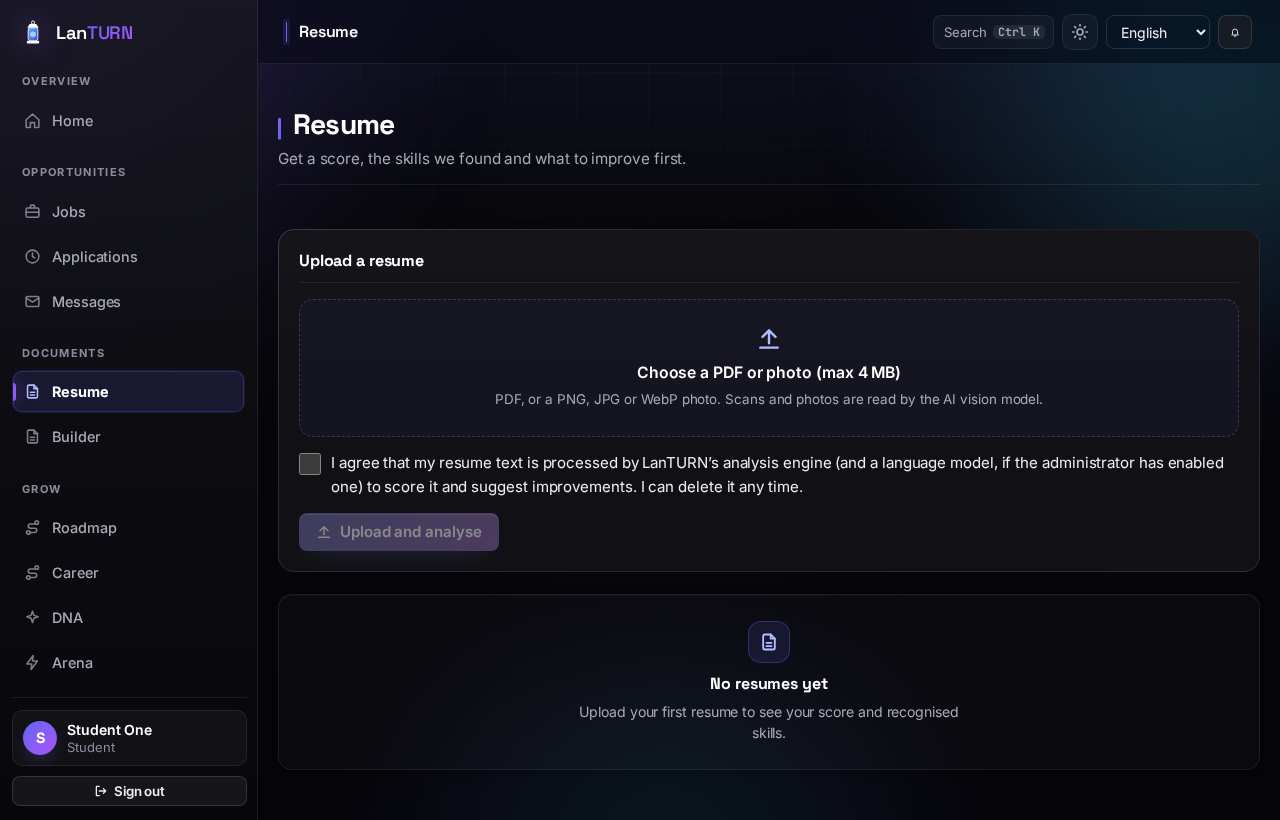 LanTURN
OVERVIEW
Home
OPPORTUNITIES
Jobs
Applications
Messages
DOCUMENTS
Resume
Builder
GROW
Roadmap
Career
DNA
Arena
S
Student One
Student
Sign out
Resume
Search Ctrl K
English
Resume
Get a score, the skills we found and what to improve first.
Upload a resume
Choose a PDF or photo (max 4 MB)
PDF, or a PNG, JPG or WebP photo. Scans and photos are read by the AI vision model.
I agree that my resume text is processed by LanTURN’s analysis engine (and a language model, if the administrator has enabled
one) to score it and suggest improvements. I can delete it any time.
Upload and analyse
No resumes yet
Upload your first resume to see your score and recognised
skills.